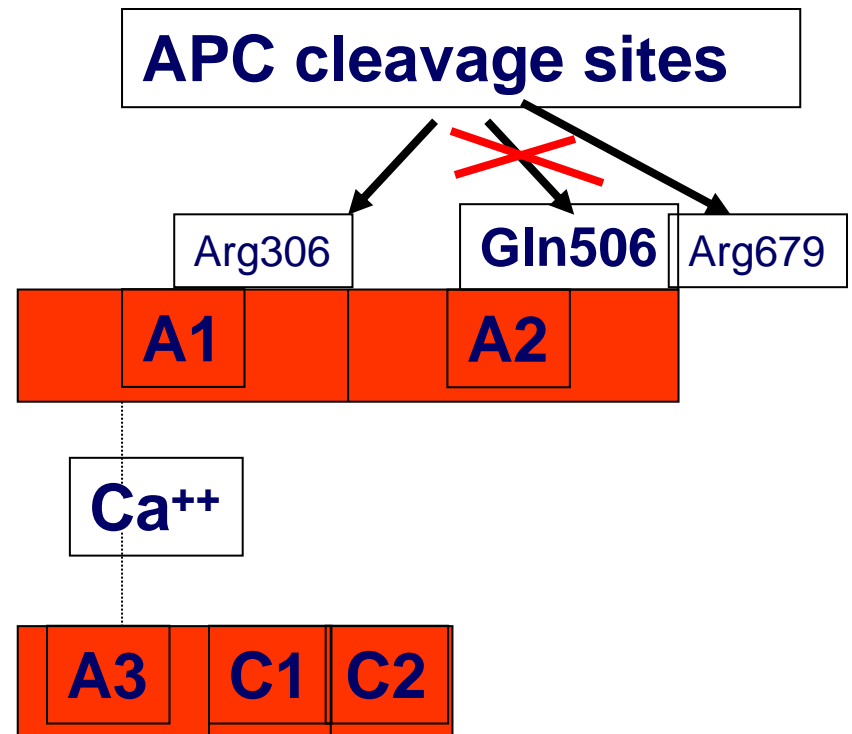 APC cleavage sites
Arg306
Gln506
Arg679
A1
A2
Ca⁺⁺
A3
C1
C2